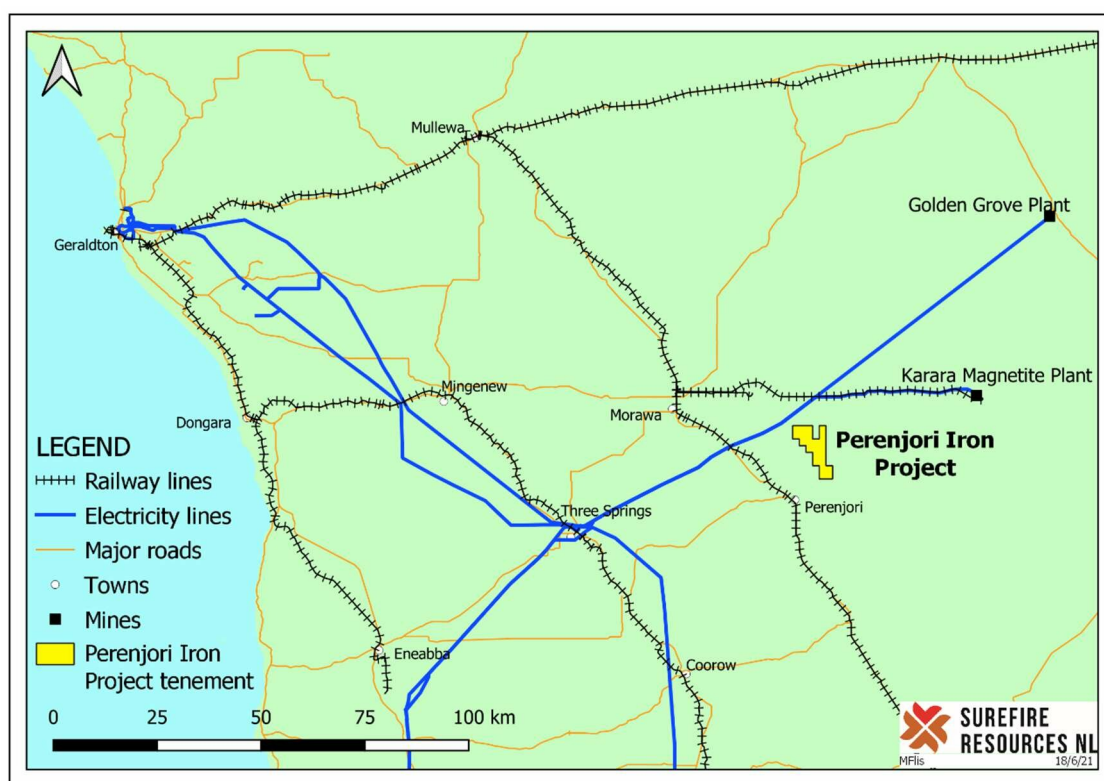 Mullewa
Golden Grove Plant
Geraldton
Karara Magnetite Plant
Mingenew
Morawa
Dongara
Perenjori Iron
Project
Perenjori
Three Springs
Eneabba
Coorow
LEGEND
Railway lines
Electricity lines
Major roads
Towns
Mines
Perenjori Iron
Project tenement
0 25 50 75 100 km
SUREFIRE
RESOURCES NL
MFlis 18/6/21